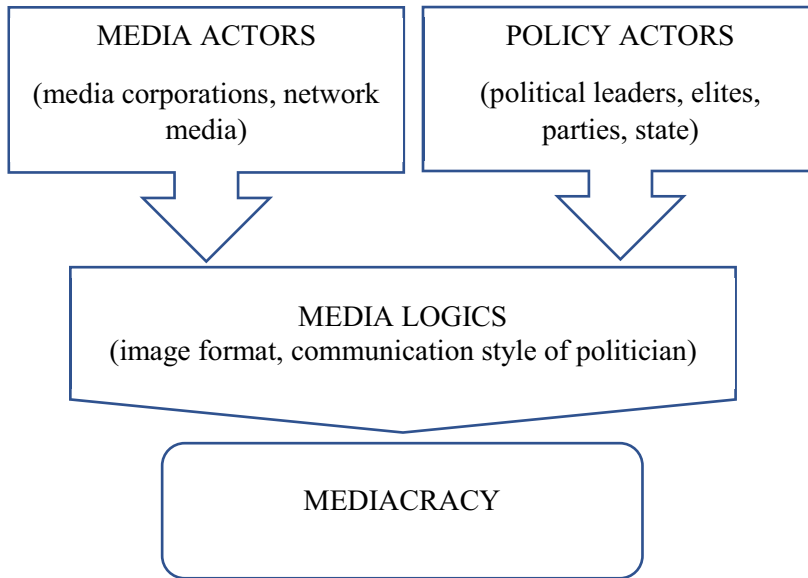 MEDIA ACTORS
(media corporations, network
media)
POLICY ACTORS
(political leaders, elites,
parties, state)
MEDIA LOGICS
(image format, communication style of politician)
MEDIACRACY